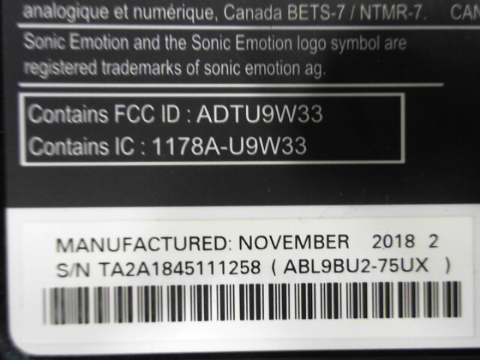 analogique et numérique, Canada BETS-7 / NTMR-7. CAN
Sonic Emotion and the Sonic Emotion logo symbol are
registered trademarks of sonic emotion ag.
Contains FCC ID : ADTU9W33
Contains IC : 1178A-U9W33
MANUFACTURED: NOVEMBER 2018 2
S/N TA2A1845111258 ( ABL9BU2-75UX )